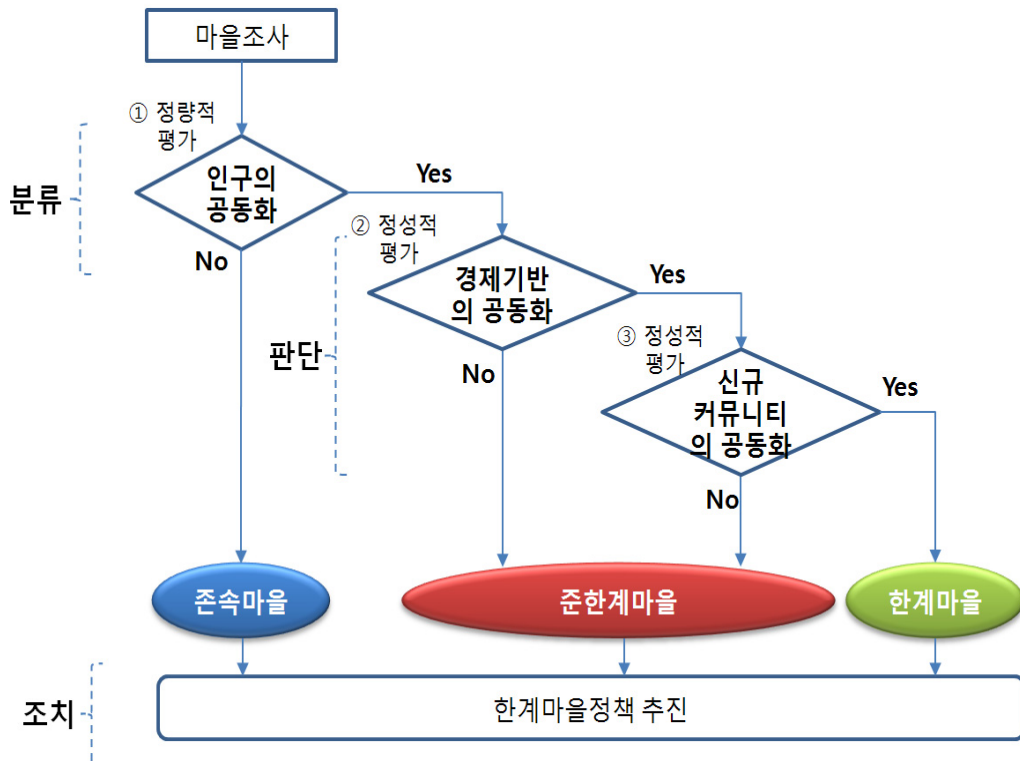 마을조사
① 정량적
평가
분류
인구의
공동화
Yes
No
② 정성적
평가
경제기반
의 공동화
Yes
No
판단
③ 정성적
평가
신규
커뮤니티
의 공동화
Yes
No
존속마을
준한계마을
한계마을
조치
한계마을정책 추진